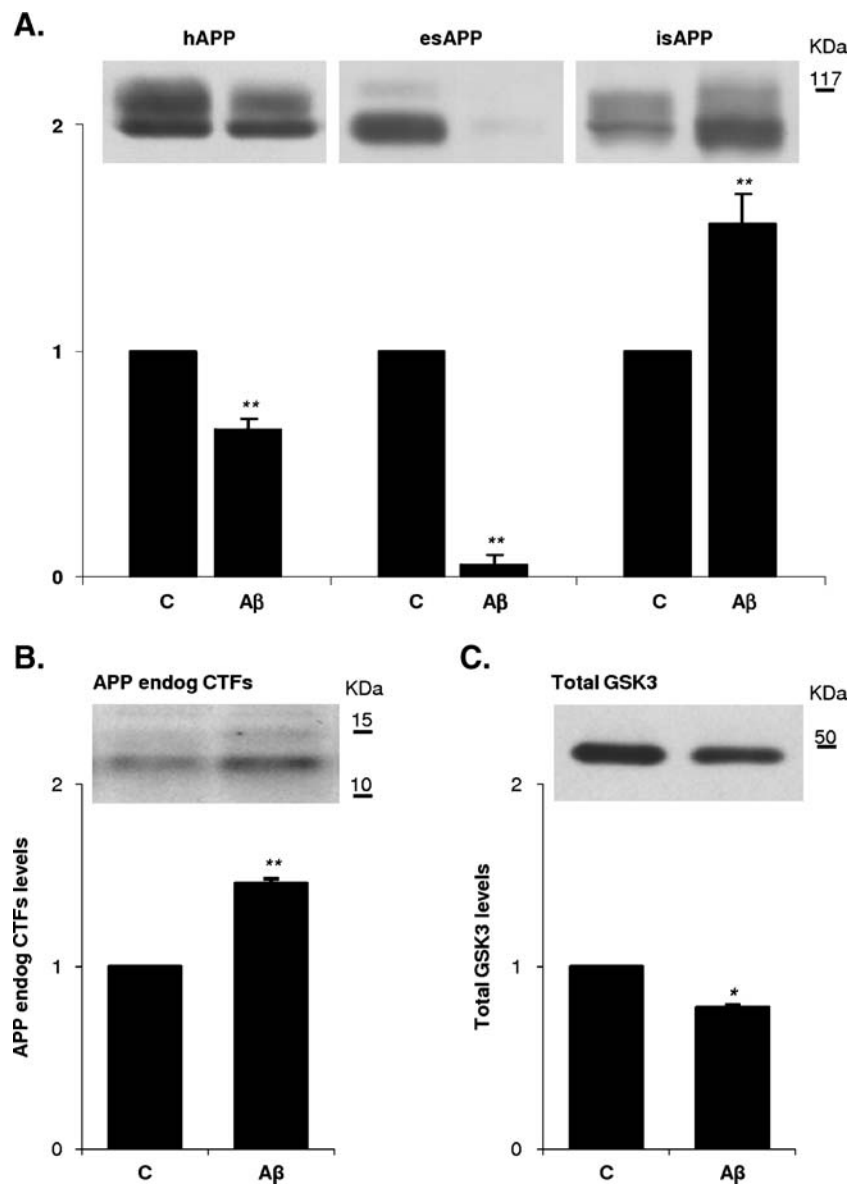 A.
hAPP esAPP isAPP KDa
117
2
**
1
**
**
0
C Aβ C Aβ C Aβ
B.
APP endog CTFs KDa
15
10
2
**
1
0
APP endog CTFs levels
C Aβ
C.
Total GSK3 KDa
50
2
1
*
0
Total GSK3 levels
C Aβ